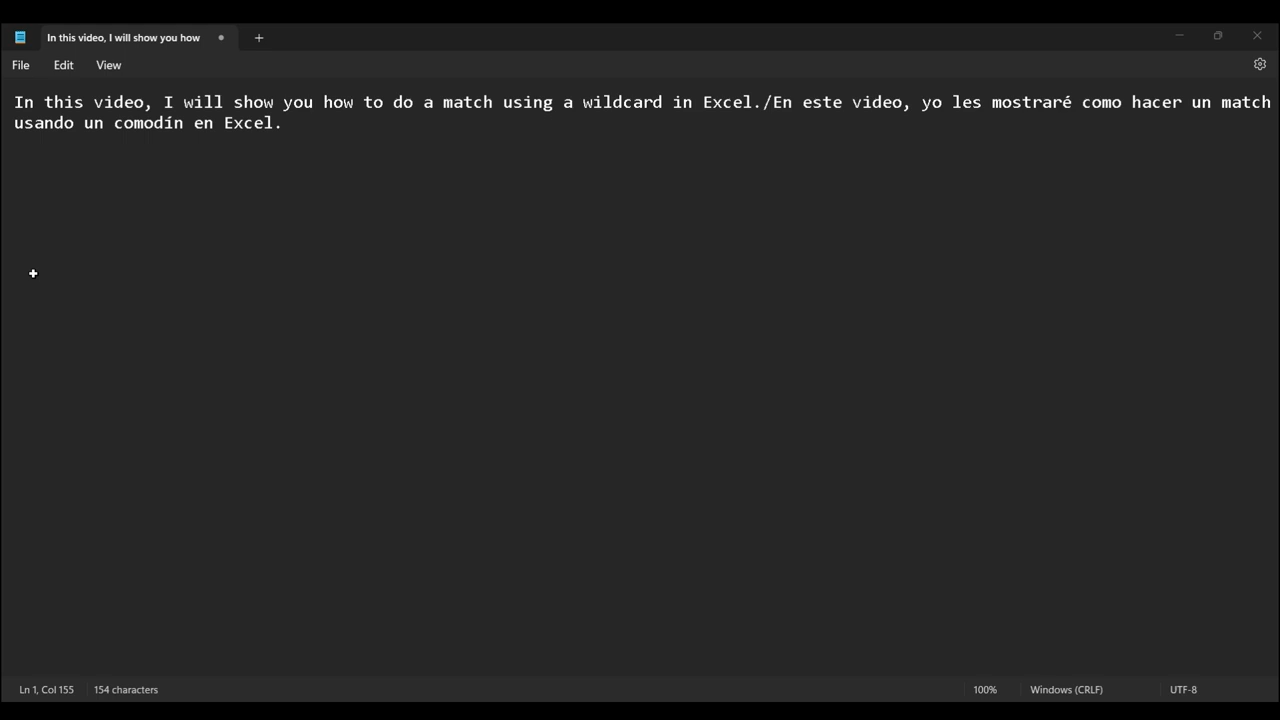 In this video, I will show you how
File Edit View
In this video, I will show you how to do a match using a wildcard in Excel./En este video, yo les mostraré como hacer un match
usando un comodín en Excel.
Ln 1, Col 155 154 characters 100% Windows (CRLF) UTF-8